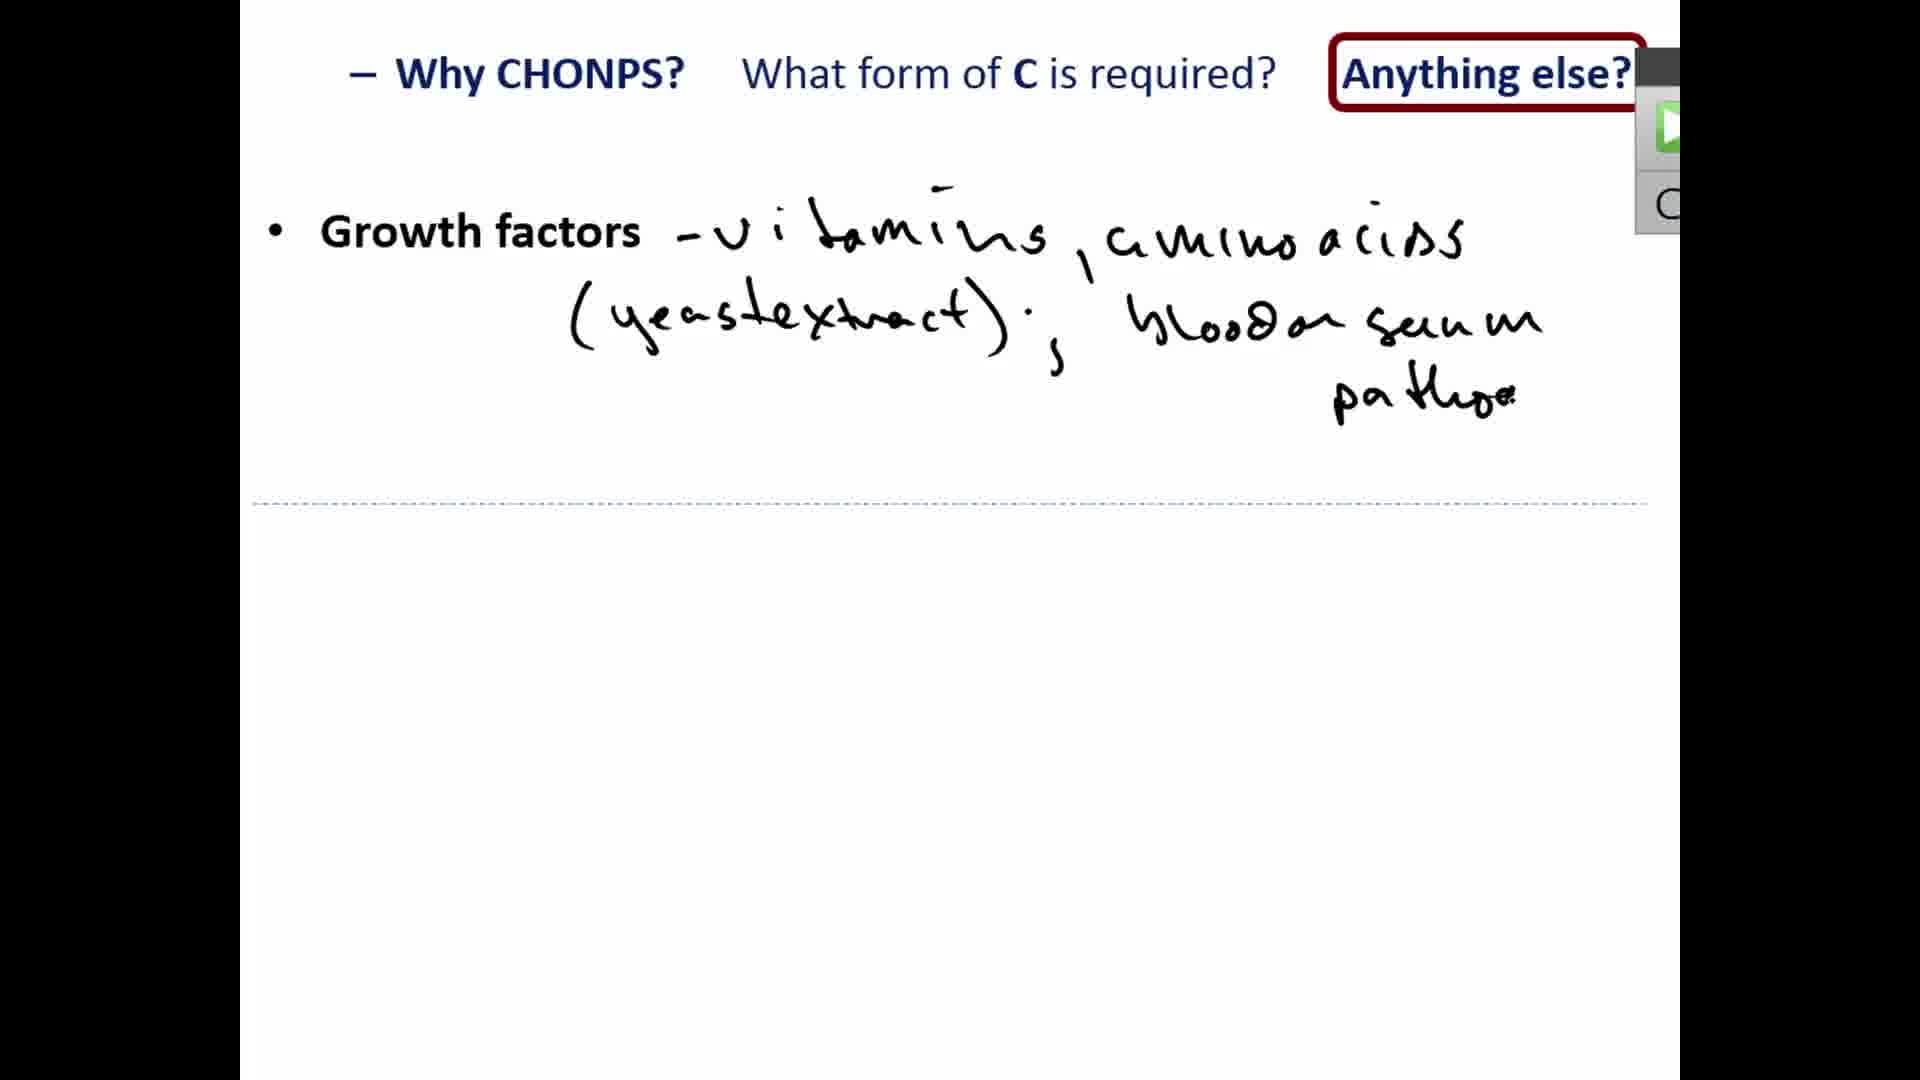 – Why CHONPS? What form of C is required? Anything else?
• Growth factors - vitamins, amino acids
(yeast extract); blood or serum
patho